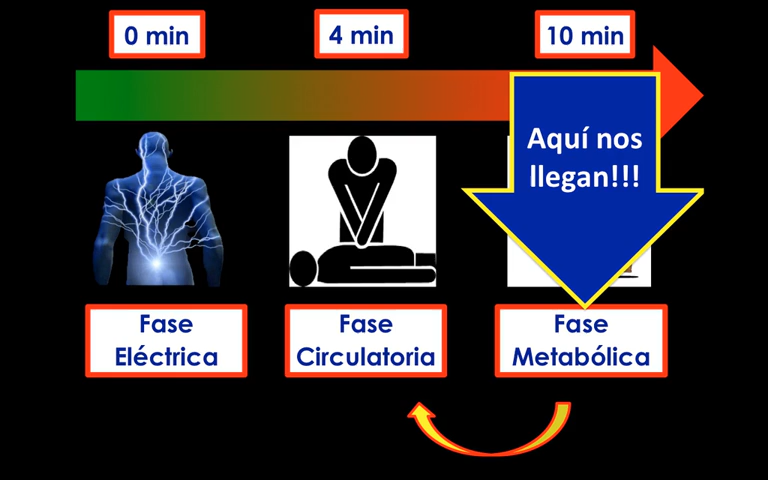 0 min
4 min
10 min
Aquí nos
llegan!!!
Fase
Eléctrica
Fase
Circulatoria
Fase
Metabólica